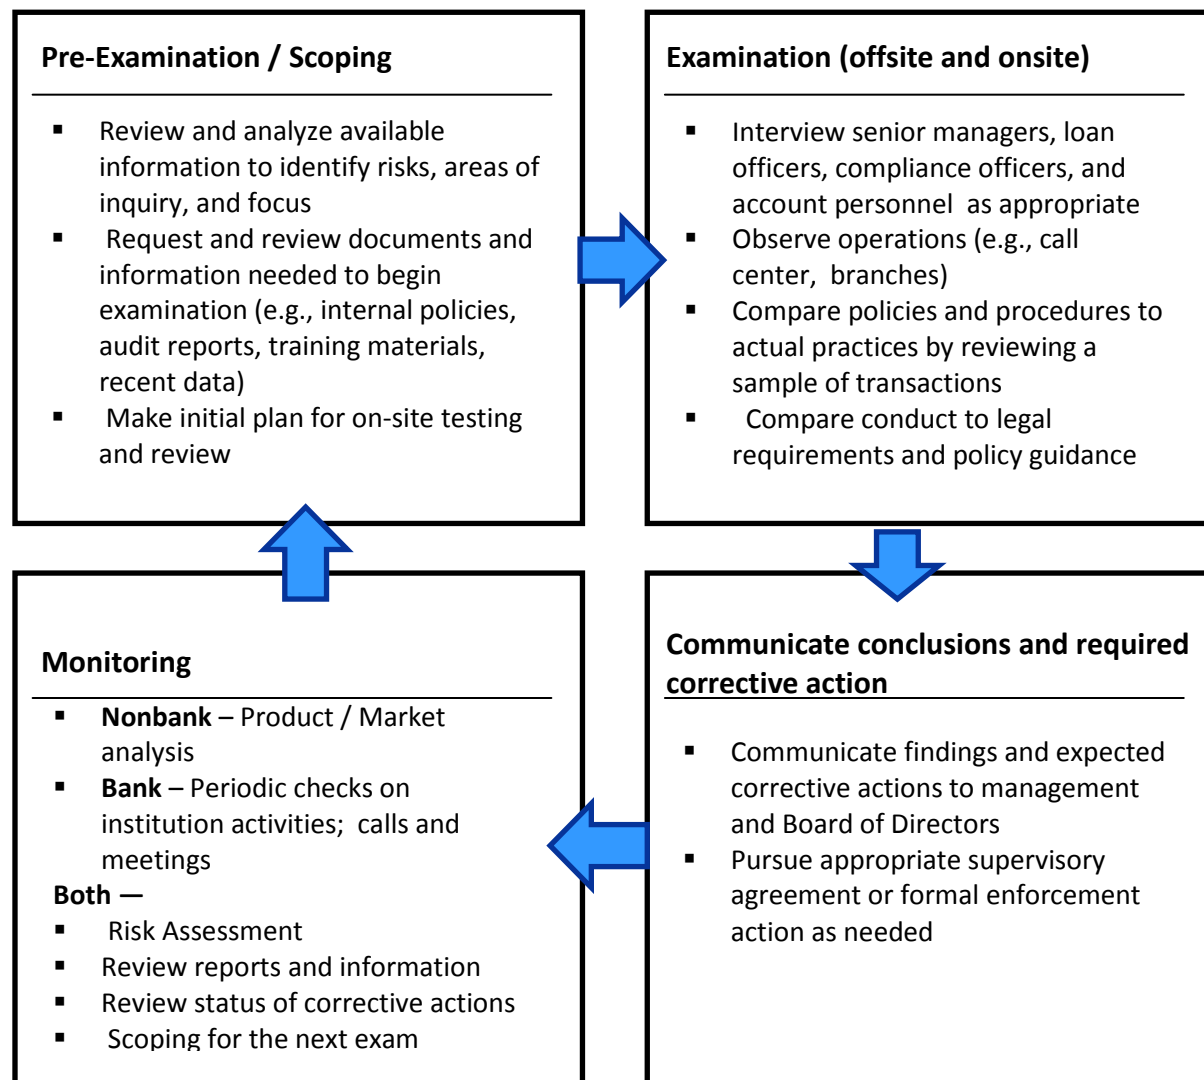 Pre-Examination / Scoping
▪ Review and analyze available
information to identify risks, areas of
inquiry, and focus
▪ Request and review documents and
information needed to begin
examination (e.g., internal policies,
audit reports, training materials,
recent data)
▪ Make initial plan for on-site testing
and review
Examination (offsite and onsite)
▪ Interview senior managers, loan
officers, compliance officers, and
account personnel as appropriate
▪ Observe operations (e.g., call
center, branches)
▪ Compare policies and procedures to
actual practices by reviewing a
sample of transactions
▪ Compare conduct to legal
requirements and policy guidance
Communicate conclusions and required
corrective action
▪ Communicate findings and expected
corrective actions to management
and Board of Directors
▪ Pursue appropriate supervisory
agreement or formal enforcement
action as needed
Monitoring
▪ Nonbank – Product / Market
analysis
▪ Bank – Periodic checks on
institution activities; calls and
meetings
Both —
▪ Risk Assessment
▪ Review reports and information
▪ Review status of corrective actions
▪ Scoping for the next exam